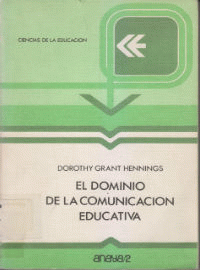 CIENCIAS DE LA EDUCACION
DOROTHY GRANT HENNINGS
EL DOMINIO
DE LA COMUNICACION
EDUCATIVA
anaya/2